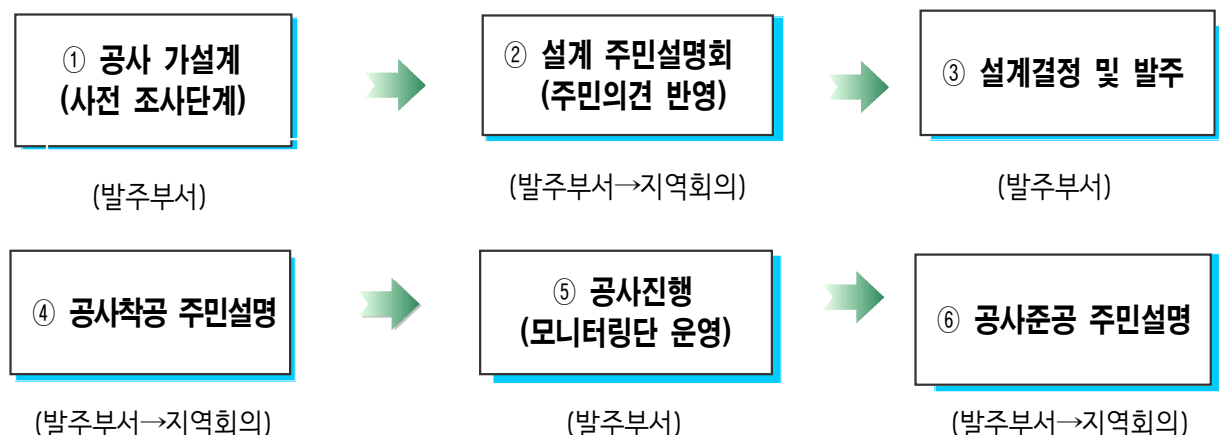 ① 공사 가설계
(사전 조사단계)
② 설계 주민설명회
(주민의견 반영)
③ 설계결정 및 발주
(발주부서)
(발주부서→지역회의)
(발주부서)
④ 공사착공 주민설명
⑤ 공사진행
(모니터링단 운영)
⑥ 공사준공 주민설명
(발주부서→지역회의)
(발주부서)
(발주부서→지역회의)